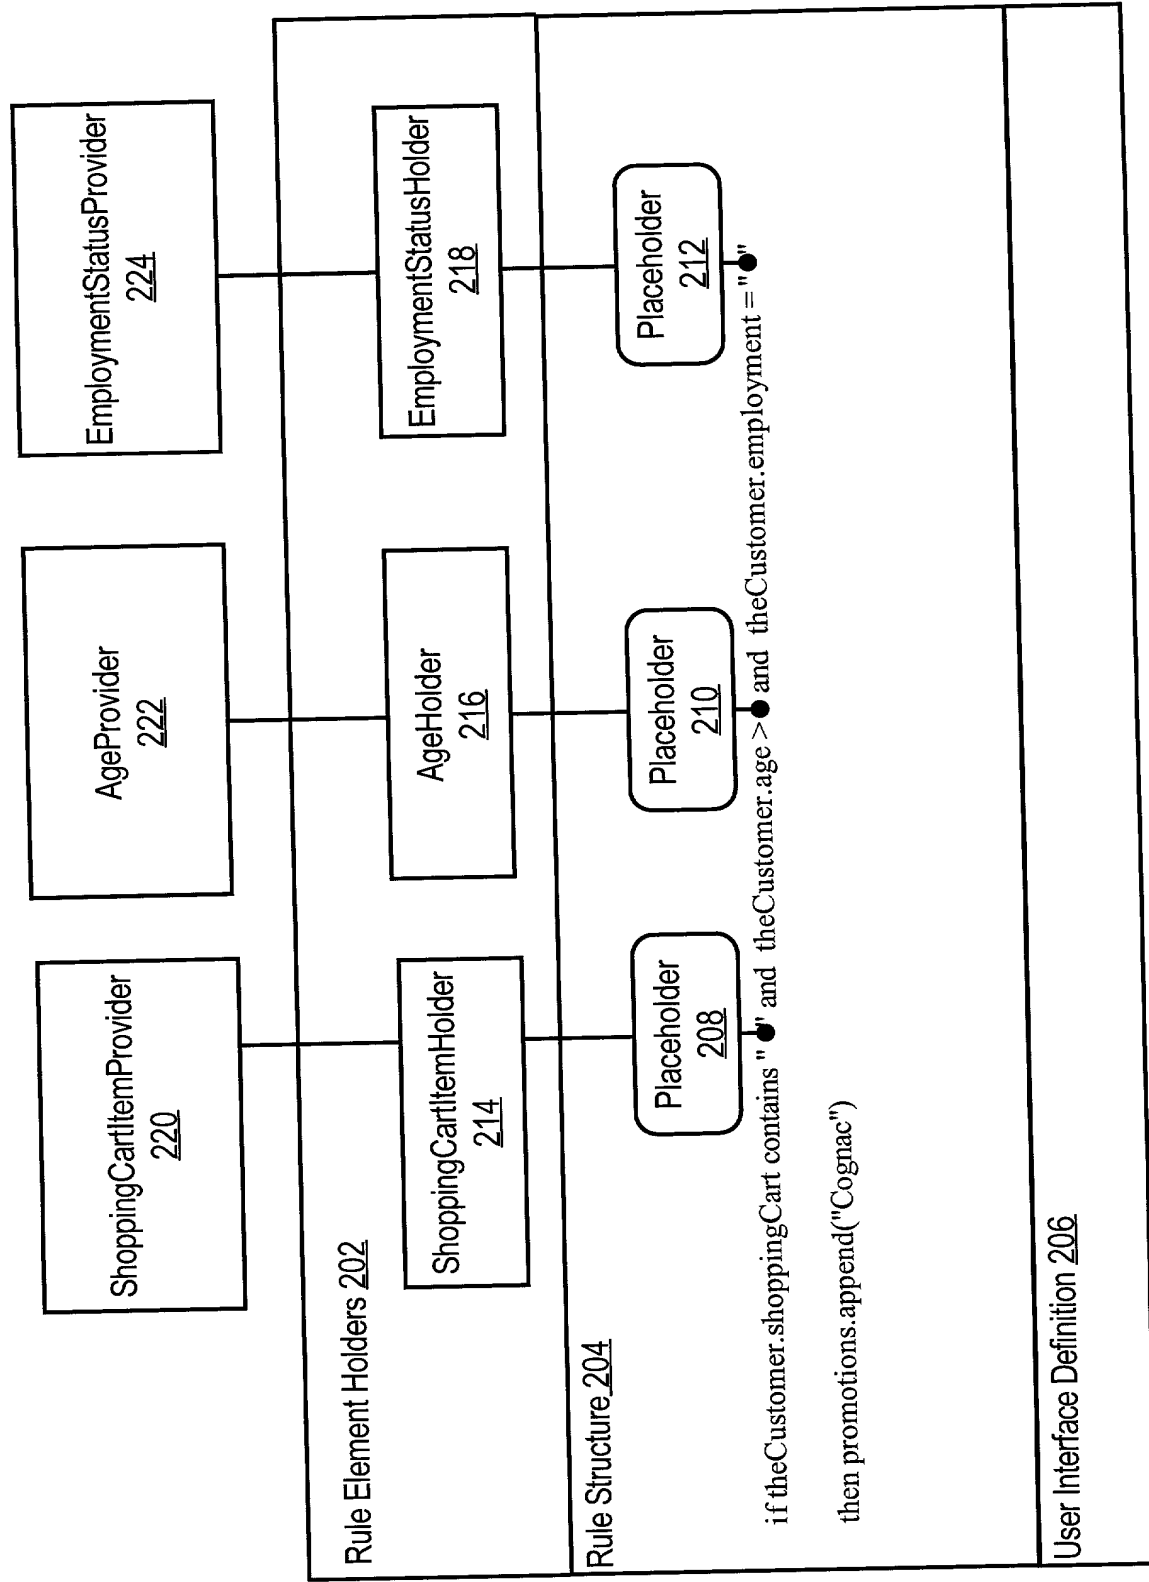 ShoppingCartItemProvider
220
AgeProvider
222
EmploymentStatusProvider
224
Rule Element Holders 202
ShoppingCartItemHolder
214
AgeHolder
216
EmploymentStatusHolder
218
Rule Structure 204
Placeholder
208
Placeholder
210
Placeholder
212
if theCustomer.shoppingCart contains " " and theCustomer.age > and theCustomer.employment = " "
then promotions.append("Cognac")
User Interface Definition 206